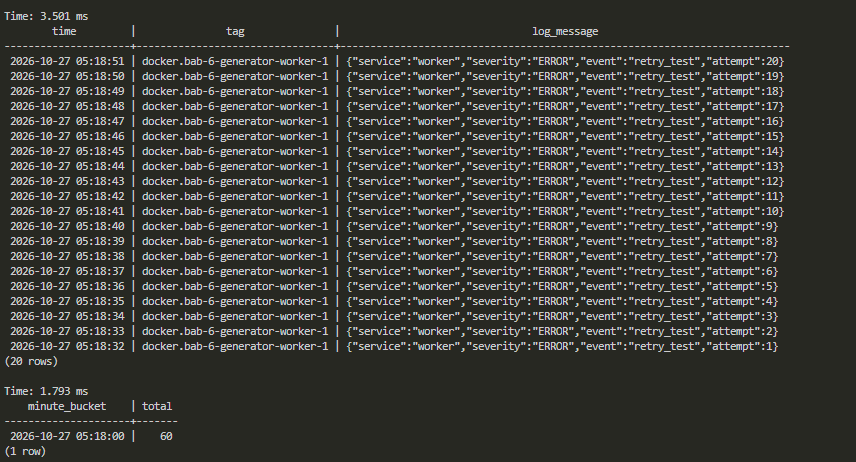 Time: 3.501 ms
time | tag | log_message
---------------------+--------------------------------+--------------------------------------------------------------------------
2026-10-27 05:18:51 | docker.bab-6-generator-worker-1 | {"service":"worker","severity":"ERROR","event":"retry_test","attempt":20}
2026-10-27 05:18:50 | docker.bab-6-generator-worker-1 | {"service":"worker","severity":"ERROR","event":"retry_test","attempt":19}
2026-10-27 05:18:49 | docker.bab-6-generator-worker-1 | {"service":"worker","severity":"ERROR","event":"retry_test","attempt":18}
2026-10-27 05:18:48 | docker.bab-6-generator-worker-1 | {"service":"worker","severity":"ERROR","event":"retry_test","attempt":17}
2026-10-27 05:18:47 | docker.bab-6-generator-worker-1 | {"service":"worker","severity":"ERROR","event":"retry_test","attempt":16}
2026-10-27 05:18:46 | docker.bab-6-generator-worker-1 | {"service":"worker","severity":"ERROR","event":"retry_test","attempt":15}
2026-10-27 05:18:45 | docker.bab-6-generator-worker-1 | {"service":"worker","severity":"ERROR","event":"retry_test","attempt":14}
2026-10-27 05:18:44 | docker.bab-6-generator-worker-1 | {"service":"worker","severity":"ERROR","event":"retry_test","attempt":13}
2026-10-27 05:18:43 | docker.bab-6-generator-worker-1 | {"service":"worker","severity":"ERROR","event":"retry_test","attempt":12}
2026-10-27 05:18:42 | docker.bab-6-generator-worker-1 | {"service":"worker","severity":"ERROR","event":"retry_test","attempt":11}
2026-10-27 05:18:41 | docker.bab-6-generator-worker-1 | {"service":"worker","severity":"ERROR","event":"retry_test","attempt":10}
2026-10-27 05:18:40 | docker.bab-6-generator-worker-1 | {"service":"worker","severity":"ERROR","event":"retry_test","attempt":9}
2026-10-27 05:18:39 | docker.bab-6-generator-worker-1 | {"service":"worker","severity":"ERROR","event":"retry_test","attempt":8}
2026-10-27 05:18:38 | docker.bab-6-generator-worker-1 | {"service":"worker","severity":"ERROR","event":"retry_test","attempt":7}
2026-10-27 05:18:37 | docker.bab-6-generator-worker-1 | {"service":"worker","severity":"ERROR","event":"retry_test","attempt":6}
2026-10-27 05:18:36 | docker.bab-6-generator-worker-1 | {"service":"worker","severity":"ERROR","event":"retry_test","attempt":5}
2026-10-27 05:18:35 | docker.bab-6-generator-worker-1 | {"service":"worker","severity":"ERROR","event":"retry_test","attempt":4}
2026-10-27 05:18:34 | docker.bab-6-generator-worker-1 | {"service":"worker","severity":"ERROR","event":"retry_test","attempt":3}
2026-10-27 05:18:33 | docker.bab-6-generator-worker-1 | {"service":"worker","severity":"ERROR","event":"retry_test","attempt":2}
2026-10-27 05:18:32 | docker.bab-6-generator-worker-1 | {"service":"worker","severity":"ERROR","event":"retry_test","attempt":1}
(20 rows)
Time: 1.793 ms
minute_bucket | total
---------------------+-------
2026-10-27 05:18:00 | 60
(1 row)